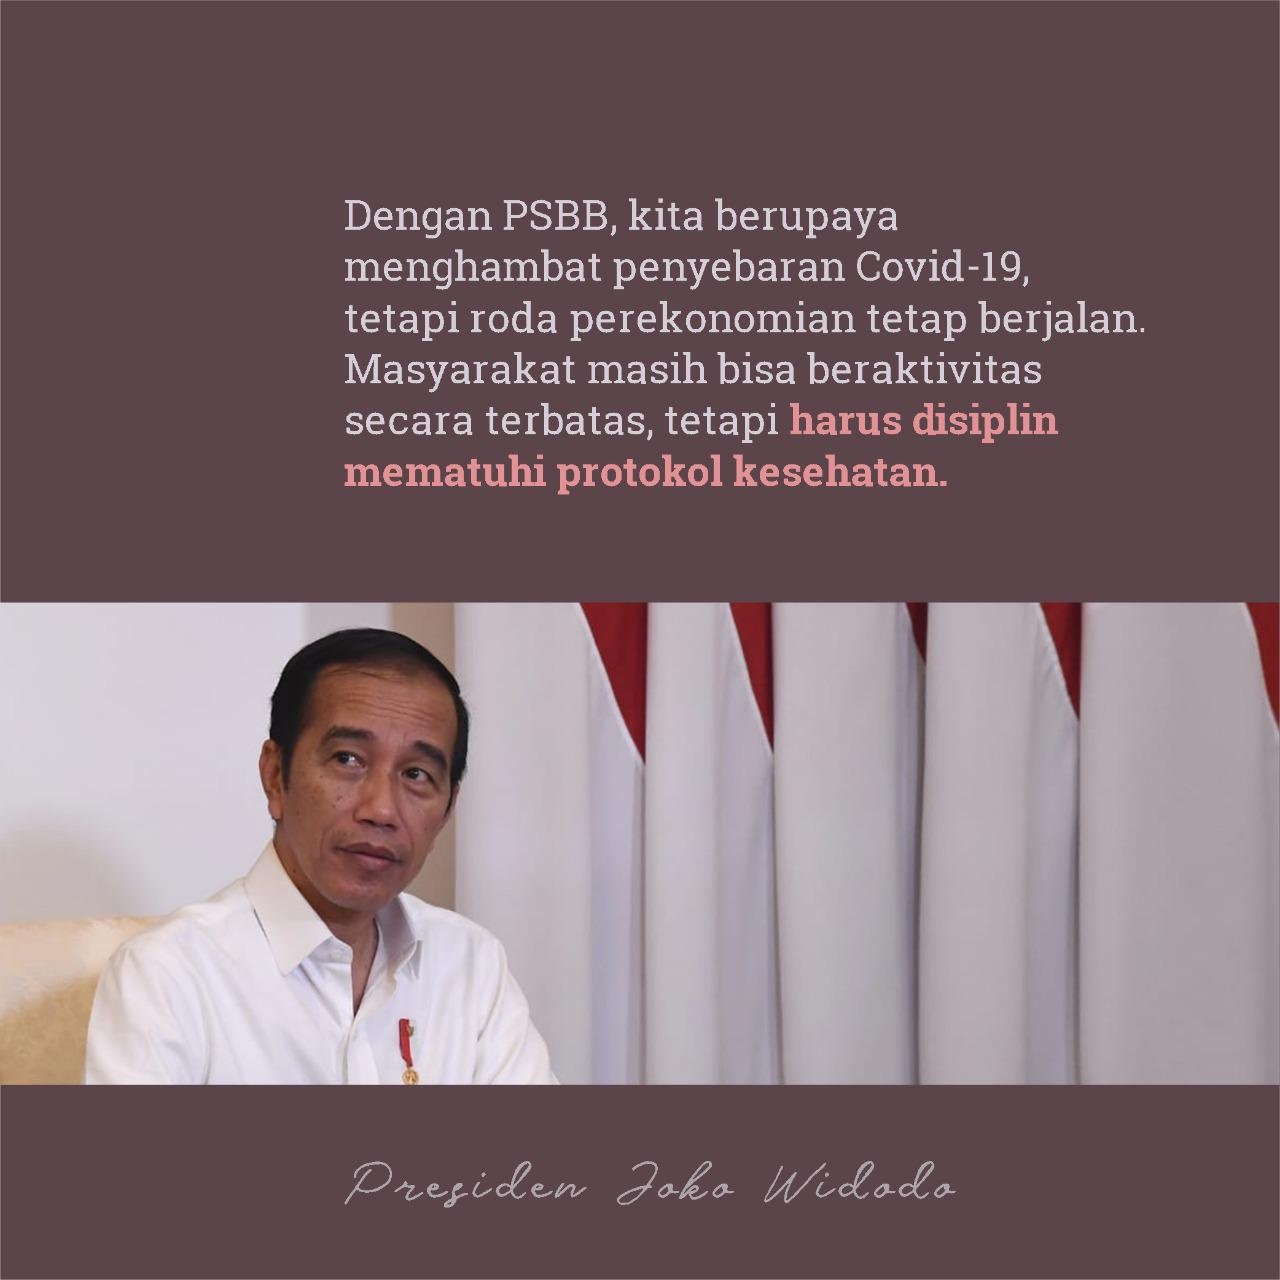 Dengan PSBB, kita berupaya
menghambat penyebaran Covid-19,
tetapi roda perekonomian tetap berjalan.
Masyarakat masih bisa beraktivitas
secara terbatas, tetapi harus disiplin
mematuhi protokol kesehatan.
Presiden Joko Widodo